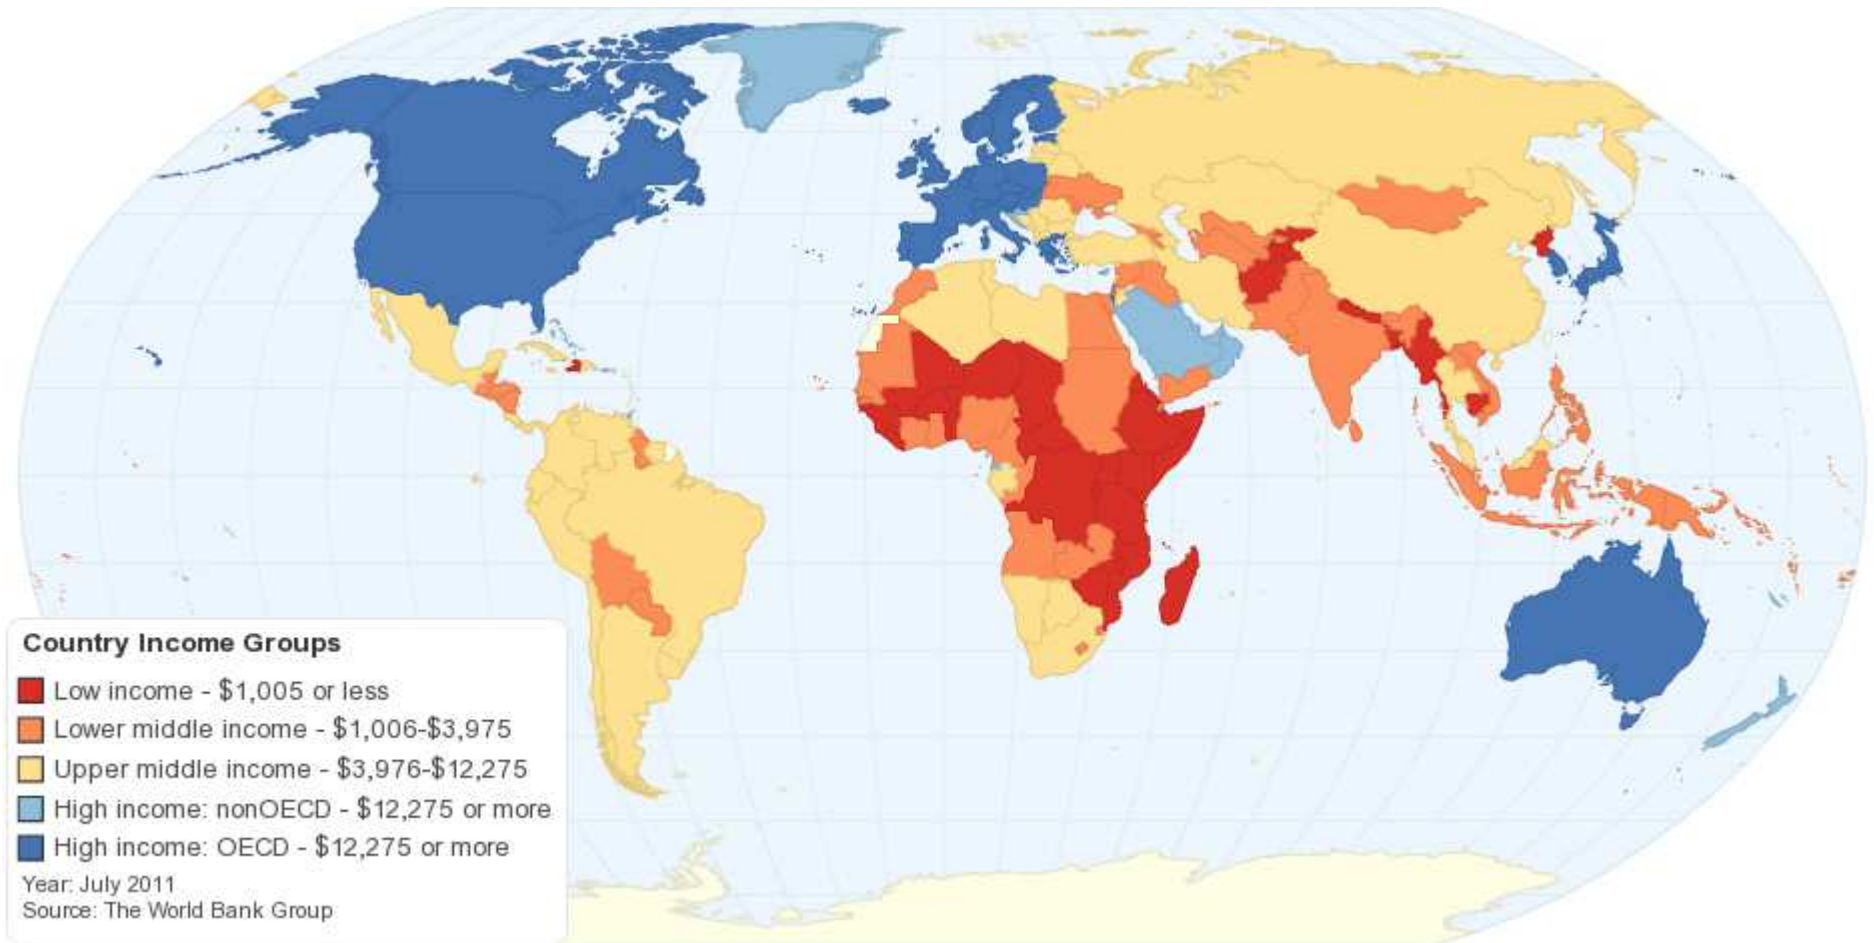 Country Income Groups
Low income - $1,005 or less
Lower middle income - $1,006-$3,975
Upper middle income - $3,976-$12,275
High income: nonOECD - $12,275 or more
High income: OECD - $12,275 or more
Year: July 2011
Source: The World Bank Group